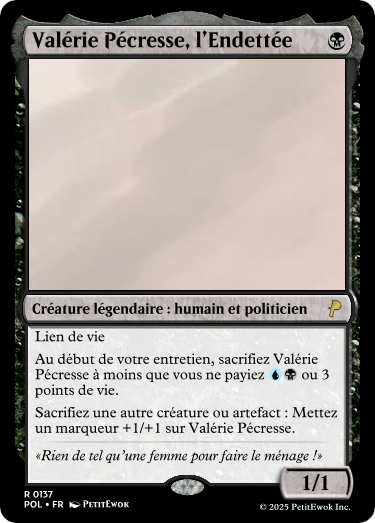 Valérie Pécresse, l'Endettée
Créature légendaire : humain et politicien
Lien de vie
Au début de votre entretien, sacrifiez Valérie
Pécresse à moins que vous ne payiez ou 3
points de vie.
Sacrifiez une autre créature ou artefact : Mettez
un marqueur +1/+1 sur Valérie Pécresse.
«Rien de tel qu'une femme pour faire le ménage !»
1/1
R 0137
POL • FR PetitEwok
© 2025 PetitEwok Inc.